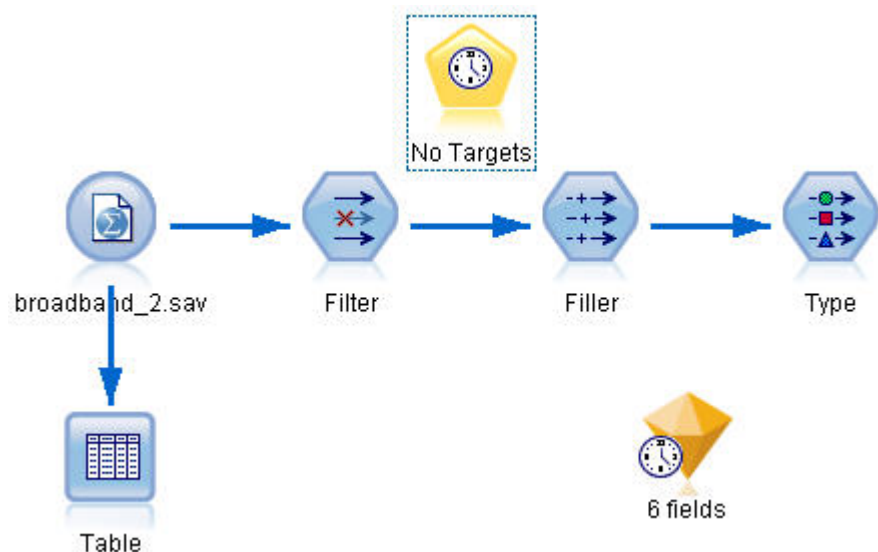 No Targets
broadband_2.sav
Filter
Filler
Type
Table
6 fields